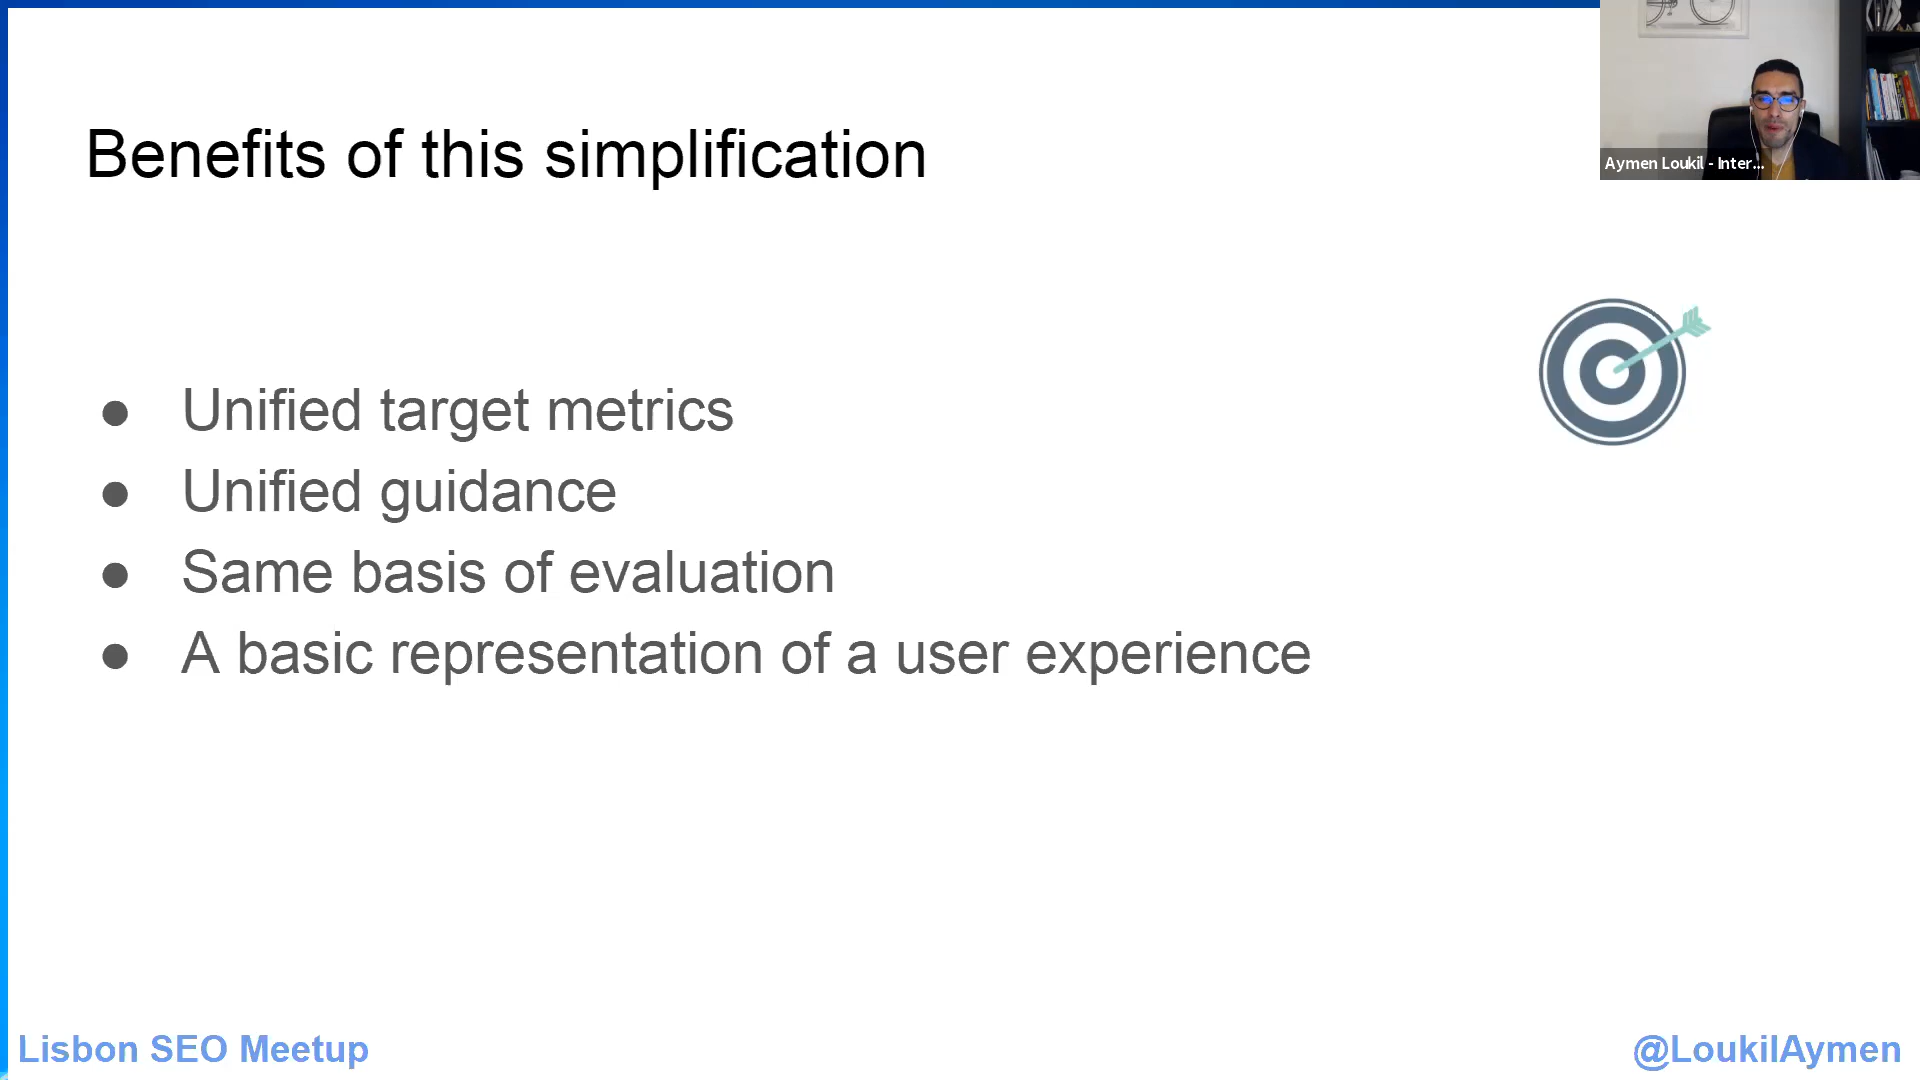 Benefits of this simplification
Aymen Loukil - Inter...
● Unified target metrics
● Unified guidance
● Same basis of evaluation
● A basic representation of a user experience
Lisbon SEO Meetup
@LoukilAymen